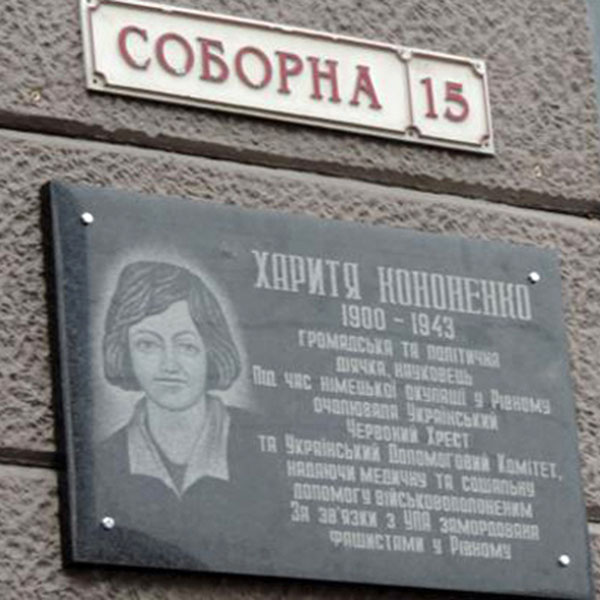 СОБОРНА 15
ХАРИТЯ КОНОНЕНКО
1900 - 1943
ГРОМАДСЬКА ТА ПОЛІТИЧНА
ДІЯЧКА, НАУКОВЕЦЬ
ПІД ЧАС НІМЕЦЬКОЇ ОКУПАЦІЇ У РІВНОМУ
ОЧОЛЮВАЛА УКРАЇНСЬКИЙ
ЧЕРВОНИЙ ХРЕСТ
ТА УКРАЇНСЬКИЙ ДОПОМОГОВИЙ КОМІТЕТ,
НАДАЮЧИ МЕДИЧНУ ТА СОЦІАЛЬНУ
ДОПОМОГУ ВІЙСЬКОВОПОЛОНЕНИМ
ЗА ЗВ'ЯЗКИ З УПА ЗАМОРДОВАНА
ФАШИСТАМИ У РІВНОМУ